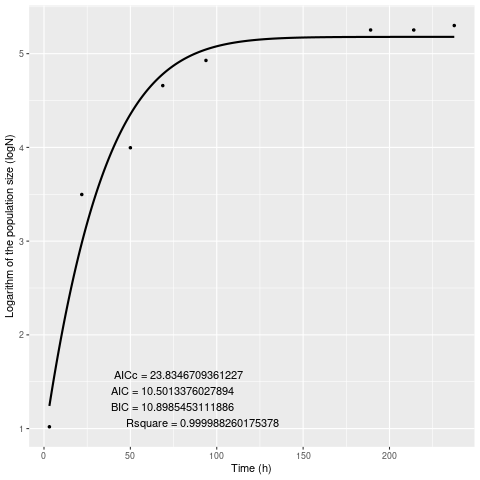 5
4
3
2
1
Logarithm of the population size (logN)
AICc = 23.8346709361227
AIC = 10.5013376027894
BIC = 10.8985453111886
Rsquare = 0.999988260175378
0 50 100 150 200
Time (h)